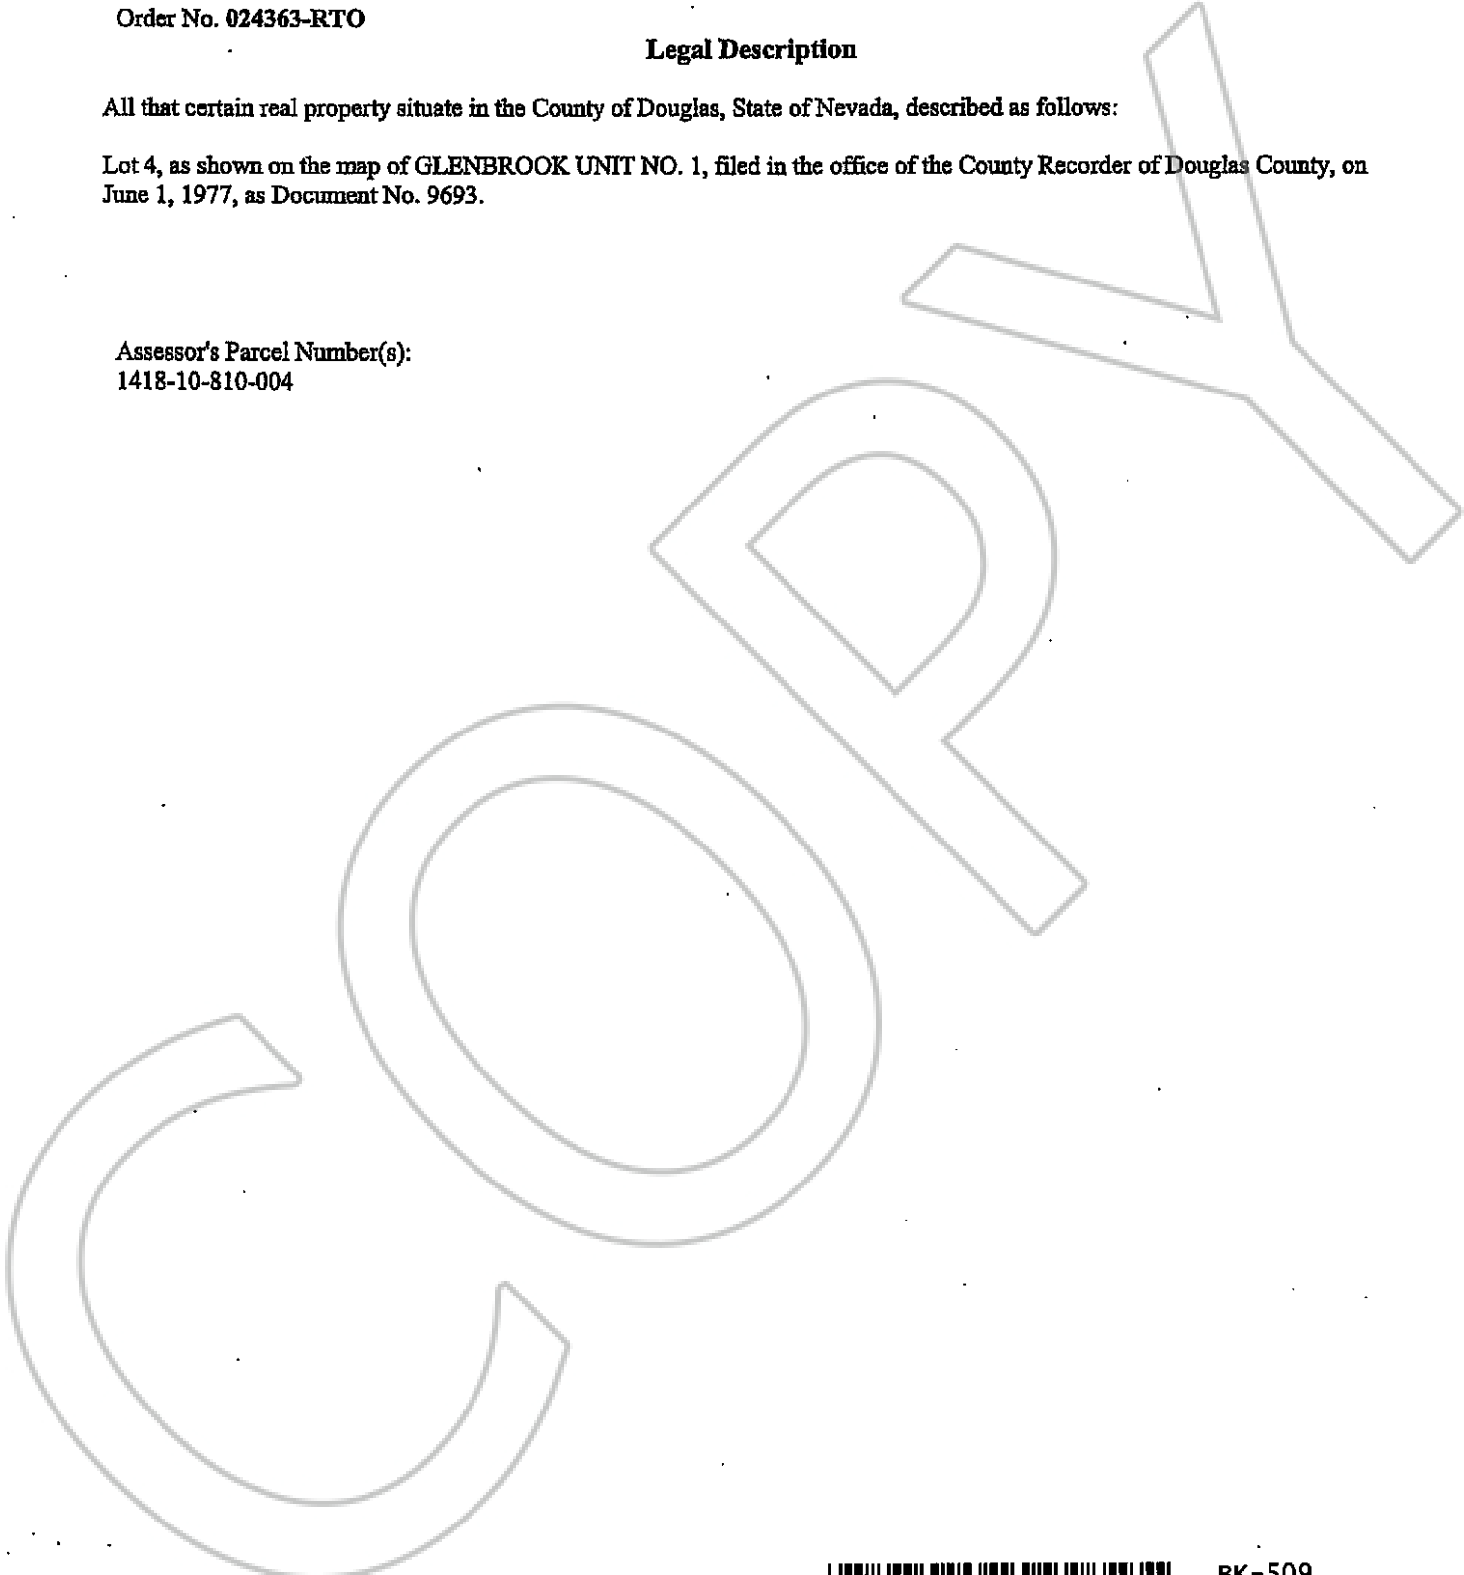 Order No. 024363-RTO
Legal Description
All that certain real property situate in the County of Douglas, State of Nevada, described as follows:
Lot 4, as shown on the map of GLENBROOK UNIT NO. 1, filed in the office of the County Recorder of Douglas County, on
June 1, 1977, as Document No. 9693.
Assessor's Parcel Number(s):
1418-10-810-004
COPY
BK-509